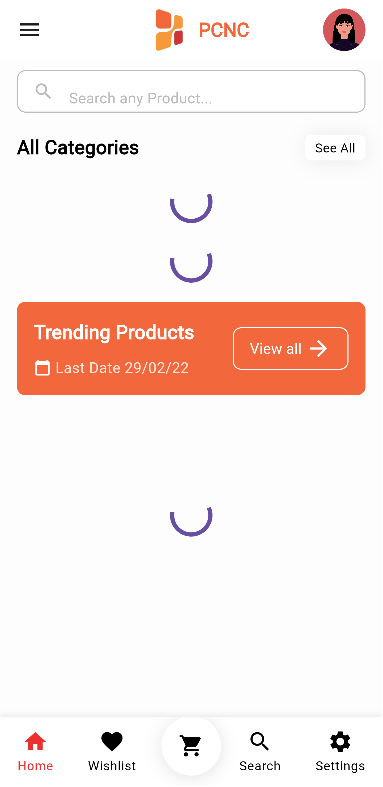 PCNC
Search any Product...
All Categories
See All
Trending Products
View all
Last Date 29/02/22
Home
Wishlist
Search
Settings